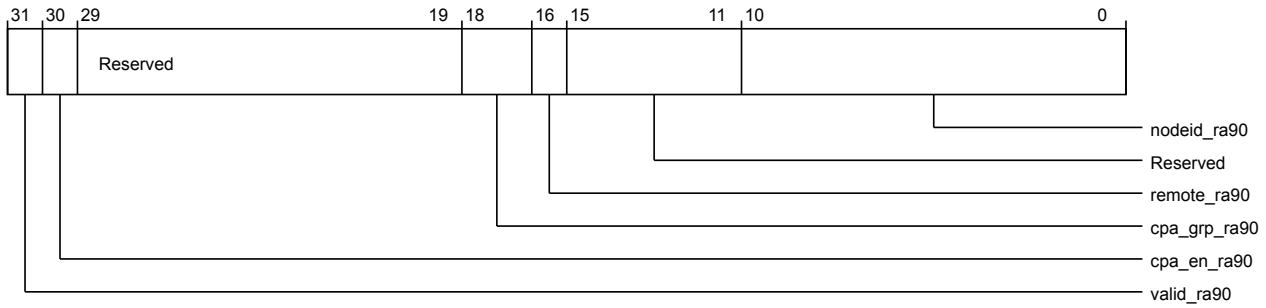 31 30 29 19 18 16 15 11 10 0
Reserved
nodeid_ra90
Reserved
remote_ra90
cpa_grp_ra90
cpa_en_ra90
valid_ra90